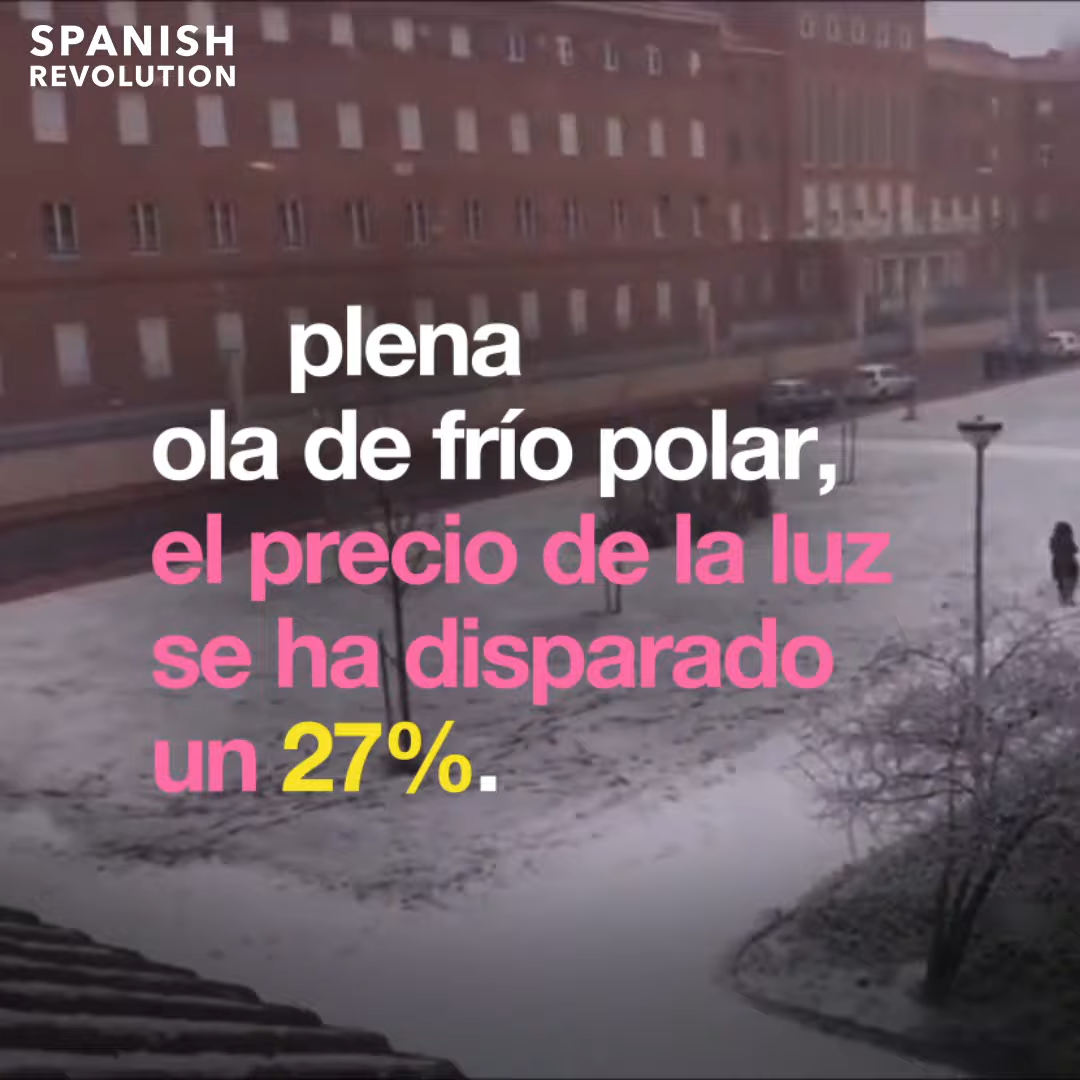 SPANISH
REVOLUTION
plena
ola de frío polar,
el precio de la luz
se ha disparado
un 27%.